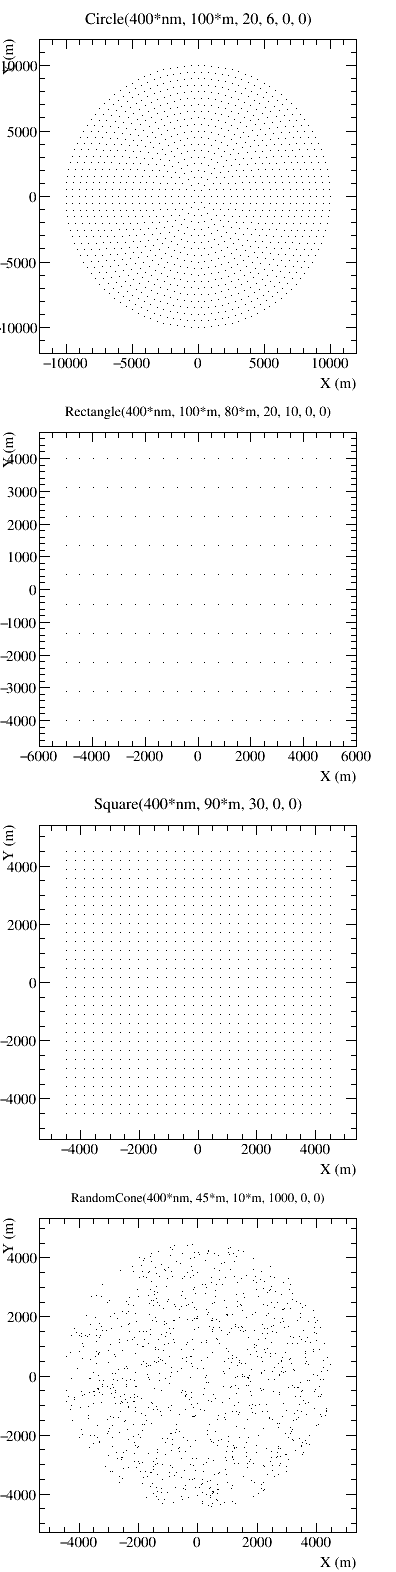 Circle(400*nm, 100*m, 20, 6, 0, 0)
Y (m)
10000
5000
0
−5000
−10000
−10000 −5000 0 5000 10000
X (m)
Rectangle(400*nm, 100*m, 80*m, 20, 10, 0, 0)
Y (m)
4000
3000
2000
1000
0
−1000
−2000
−3000
−4000
−6000 −4000 −2000 0 2000 4000 6000
X (m)
Square(400*nm, 90*m, 30, 0, 0)
Y (m)
4000
2000
0
−2000
−4000
−4000 −2000 0 2000 4000
X (m)
RandomCone(400*nm, 45*m, 10*m, 1000, 0, 0)
Y (m)
4000
2000
0
−2000
−4000
−4000 −2000 0 2000 4000
X (m)